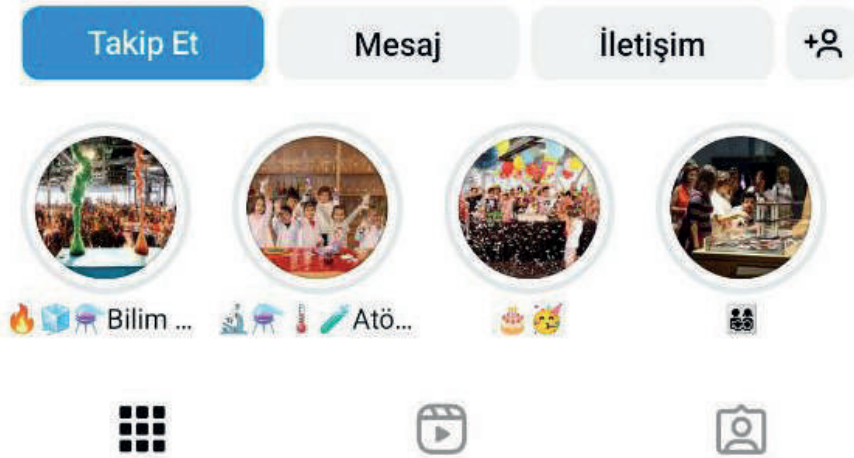 Takip Et Mesaj İletişim
🔥🧊⚗️Bilim ... 🔬⚗️🌡️🧪Atö... 🎂🥳